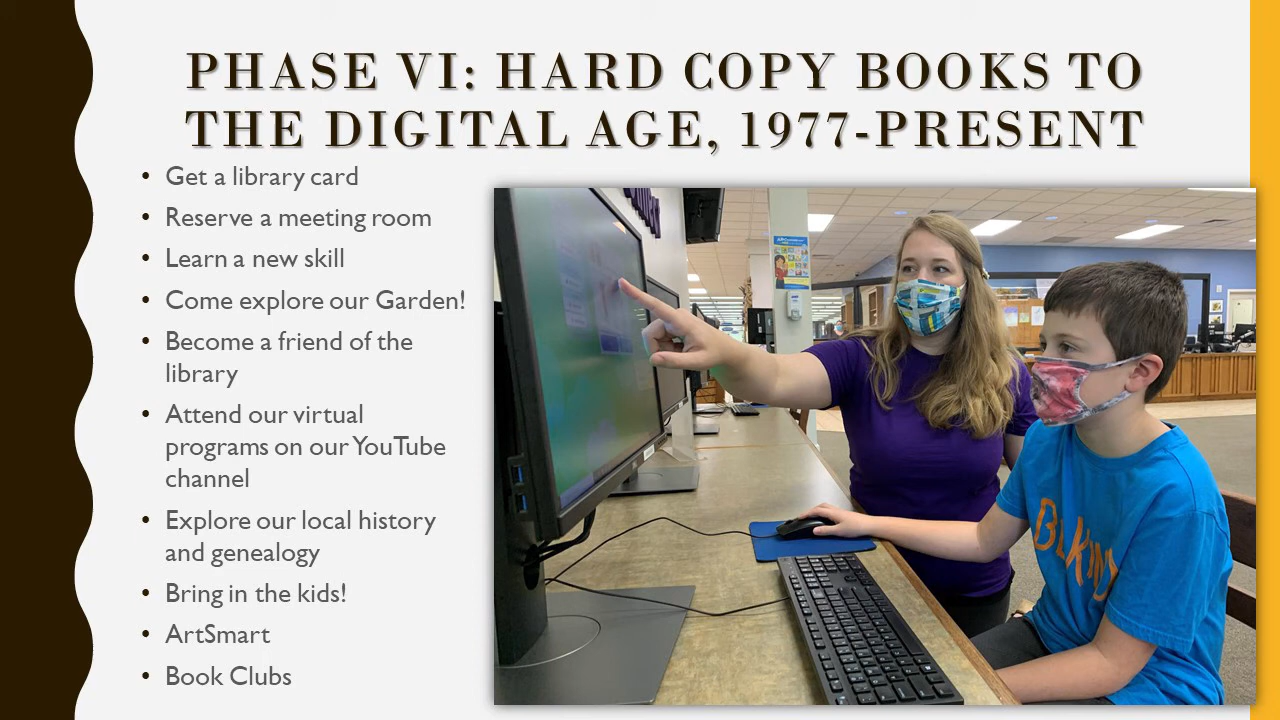 PHASE VI: HARD COPY BOOKS TO
THE DIGITAL AGE, 1977-PRESENT
• Get a library card
• Reserve a meeting room
• Learn a new skill
• Come explore our Garden!
• Become a friend of the
library
• Attend our virtual
programs on our YouTube
channel
• Explore our local history
and genealogy
• Bring in the kids!
• ArtSmart
• Book Clubs